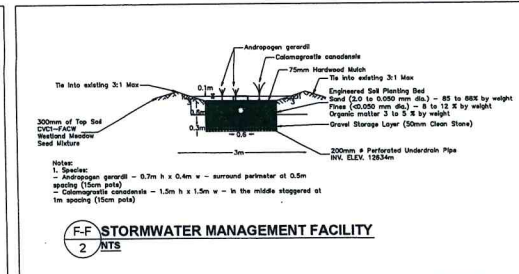 Andropogen gerardii
Calamagrostis canadensis
75mm Hardwood Mulch
Tie into existing 3:1 Max
Tie into existing 3:1 Max
0.1m
Engineered Soil Planting Bed
Sand (2.0 to 0.050 mm dia.) - 85 to 88% by weight
Fines (<0.050 mm dia.) - 8 to 12 % by weight
Organic matter 3 to 5 % by weight
300mm of Top Soil
CVC1-FACW
Westland Meadow
Seed Mixture
0.3m
Gravel Storage Layer (50mm Clean Stone)
0.6
200mm ø Perforated Underdrain Pipe
INV. ELEV. 12634m
3m
Notes:
1. Species:
- Andropogen gerardii - 0.7m h x 0.4m w - surround perimeter at 0.5m
spacing (15cm pots)
- Calamagrostis canadensis - 1.5m h x 1.5m w - in the middle staggered at
1m spacing (15cm pots)
F-F
2
STORMWATER MANAGEMENT FACILITY
NTS